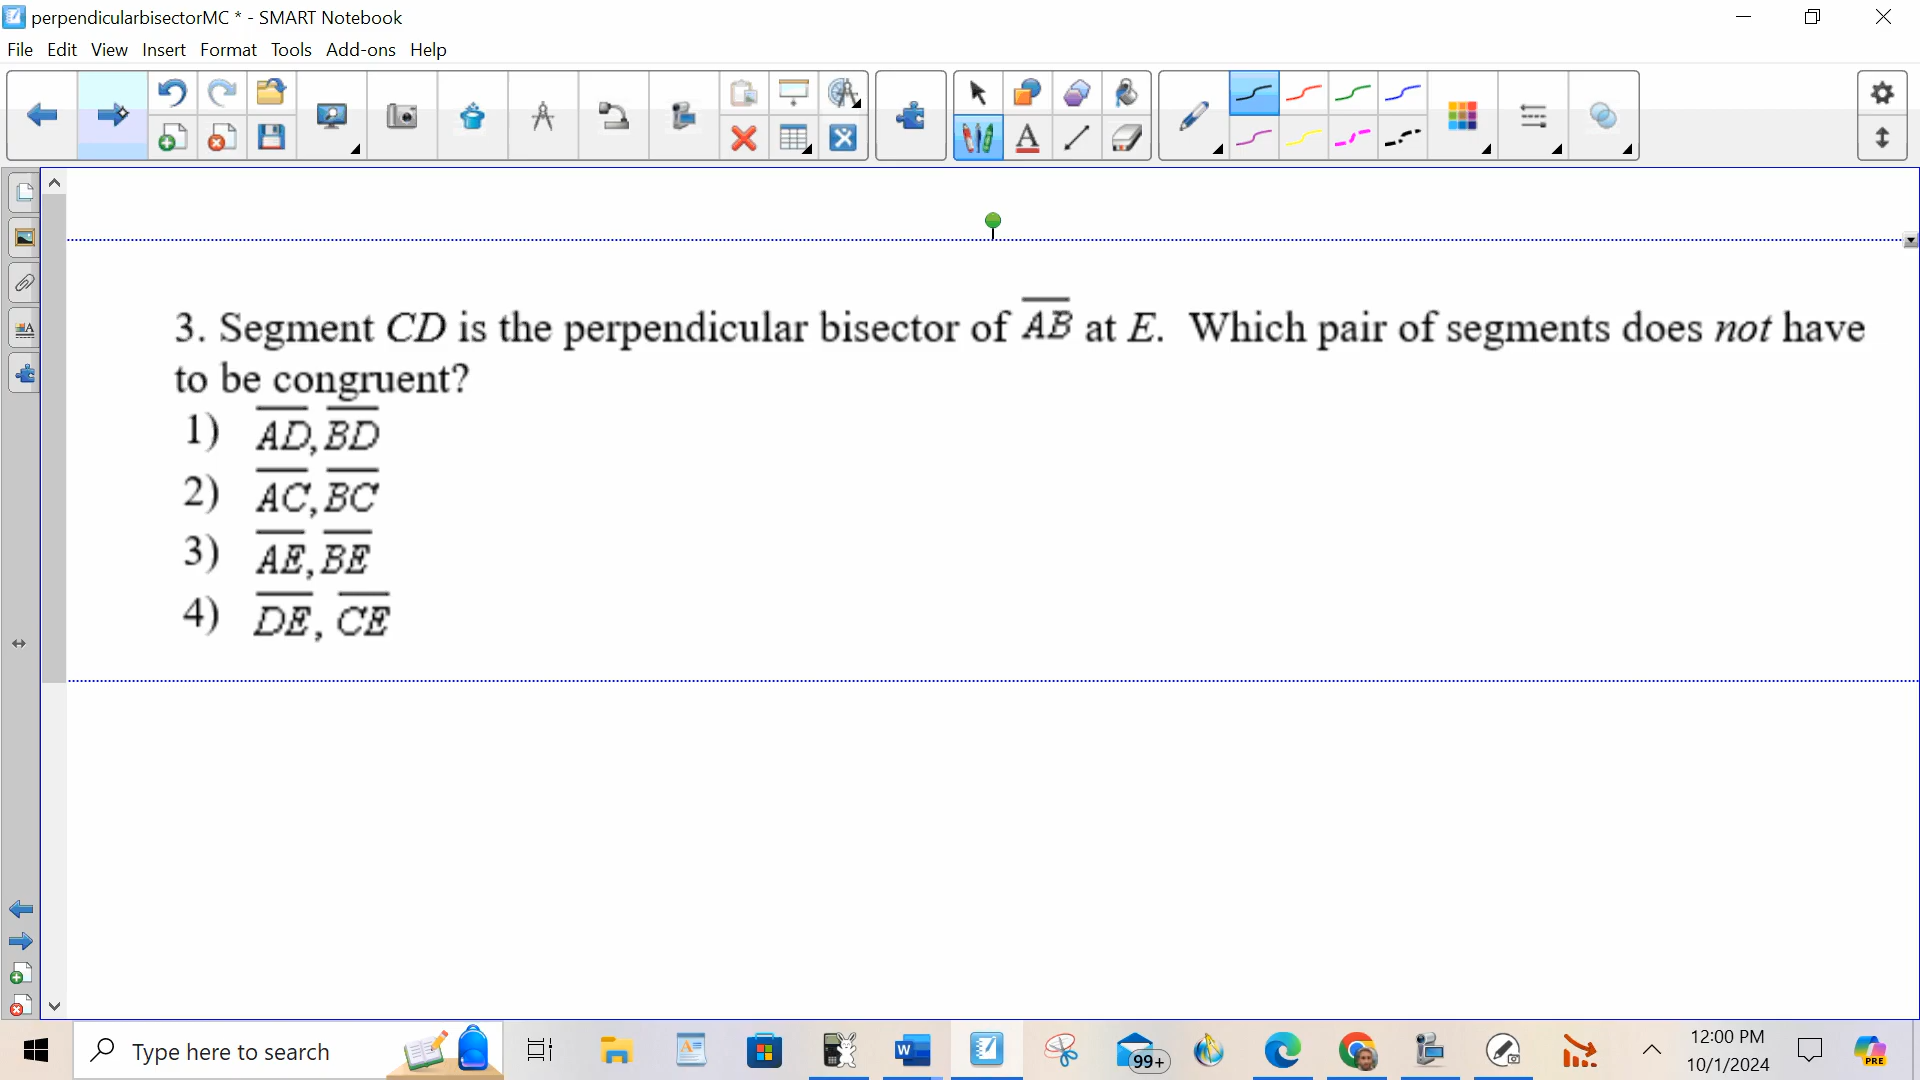 perpendicularbisectorMC * - SMART Notebook
File Edit View Insert Format Tools Add-ons Help
3. Segment CD is the perpendicular bisector of AB at E. Which pair of segments does not have
to be congruent?
1) AD, BD
2) AC, BC
3) AE, BE
4) DE, CE
Type here to search
99+
12:00 PM
10/1/2024
PRE